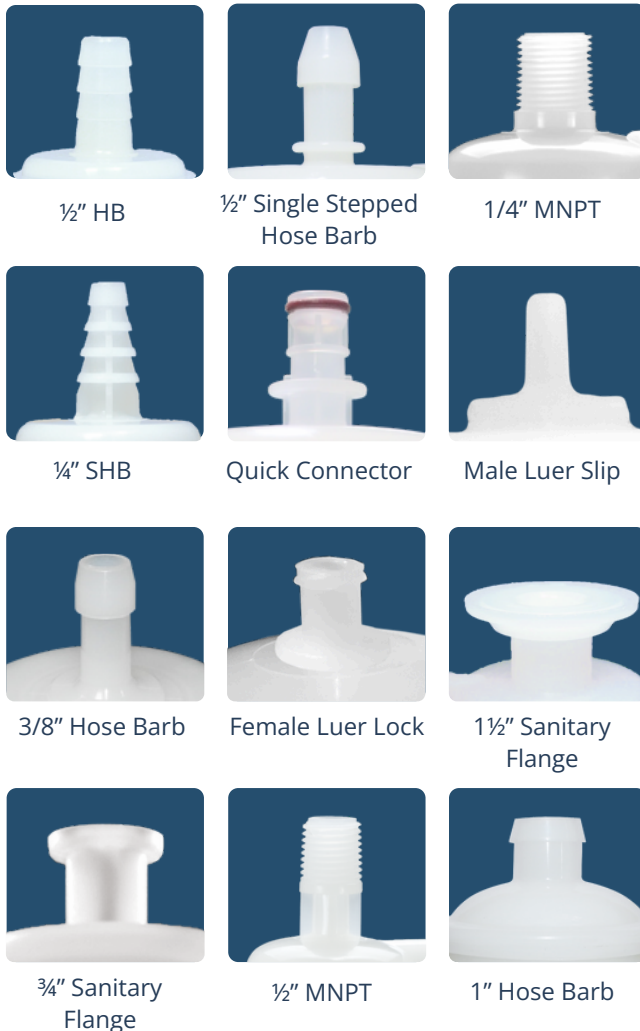 ½” HB
½” Single Stepped
Hose Barb
1/4” MNPT
¼” SHB
Quick Connector
Male Luer Slip
3/8” Hose Barb
Female Luer Lock
1½” Sanitary
Flange
¾” Sanitary
Flange
½” MNPT
1” Hose Barb